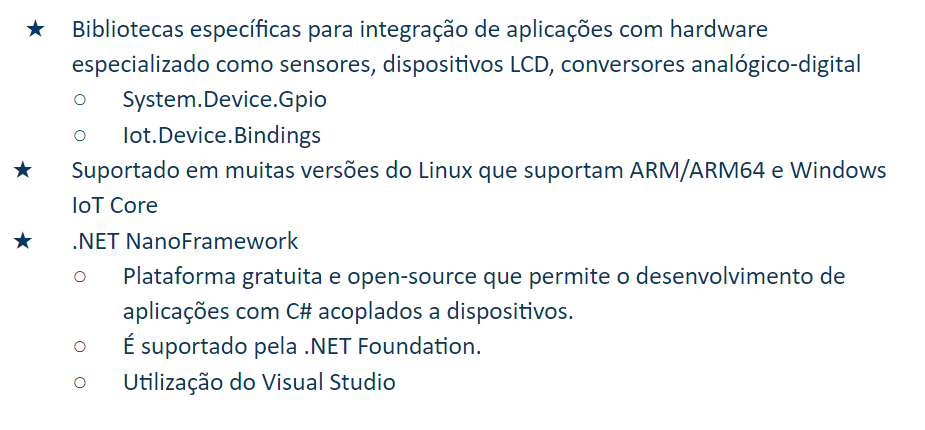 ★ Bibliotecas específicas para integração de aplicações com hardware
especializado como sensores, dispositivos LCD, conversores analógico-digital
○ System.Device.Gpio
○ Iot.Device.Bindings
★ Suportado em muitas versões do Linux que suportam ARM/ARM64 e Windows
IoT Core
★ .NET NanoFramework
○ Plataforma gratuita e open-source que permite o desenvolvimento de
aplicações com C# acoplados a dispositivos.
○ É suportado pela .NET Foundation.
○ Utilização do Visual Studio